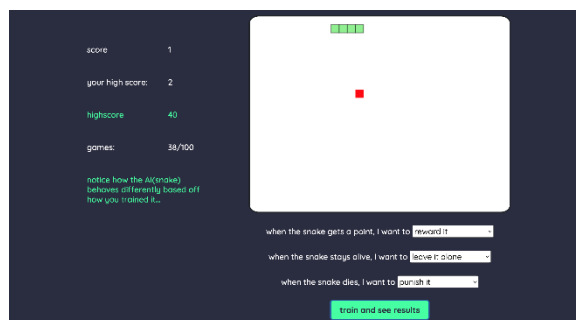 score 1
your high score: 2
highscore 40
games: 38/100
notice how the AI(snake)
behaves differently based off
how you trained it...
when the snake gets a point, I want to reward it
when the snake stays alive, I want to leave it alone
when the snake dies, I want to punish it
train and see results